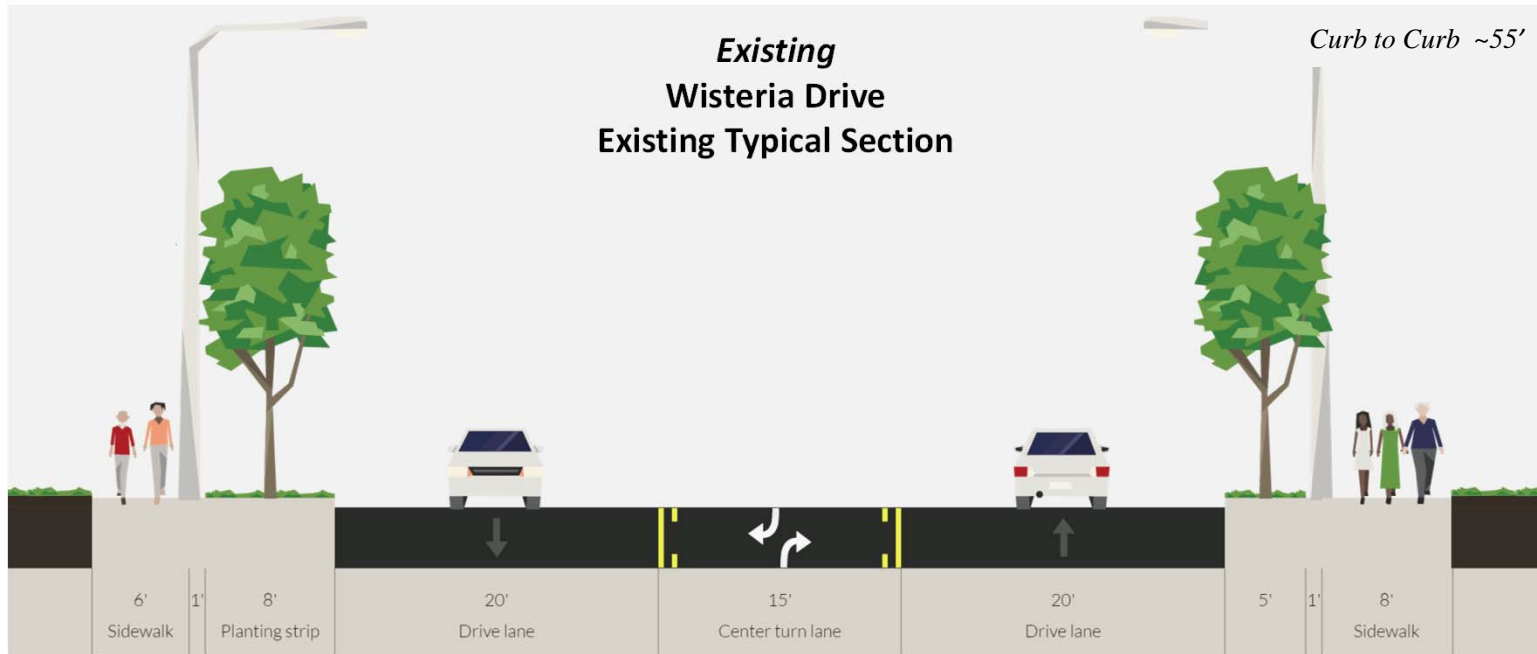 Existing
Wisteria Drive
Existing Typical Section
Curb to Curb ~55'
6' 1' 8' 20' 15' 20' 5' 1' 8'
Sidewalk Planting strip Drive lane Center turn lane Drive lane Sidewalk